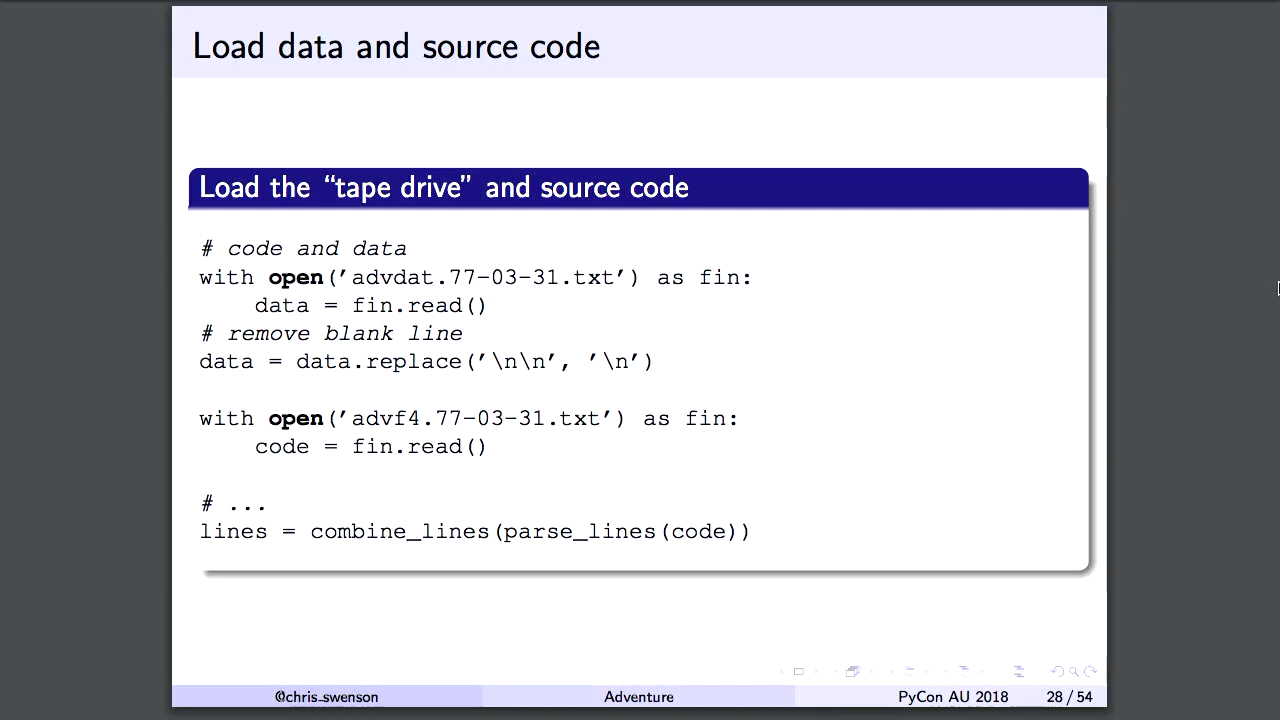 Load data and source code
Load the “tape drive” and source code
# code and data
with open('advdat.77-03-31.txt') as fin:
    data = fin.read()
# remove blank line
data = data.replace('\n\n', '\n')
with open('advf4.77-03-31.txt') as fin:
    code = fin.read()
# ...
lines = combine_lines(parse_lines(code))
@chris_swenson Adventure PyCon AU 2018 28 / 54